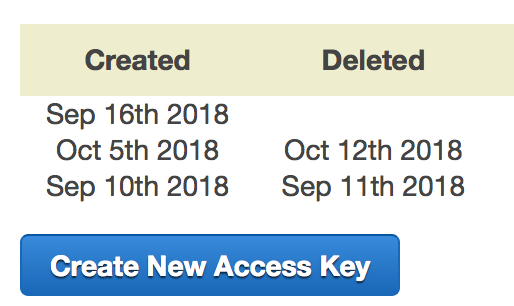 Created Deleted
Sep 16th 2018
Oct 5th 2018 Oct 12th 2018
Sep 10th 2018 Sep 11th 2018
Create New Access Key